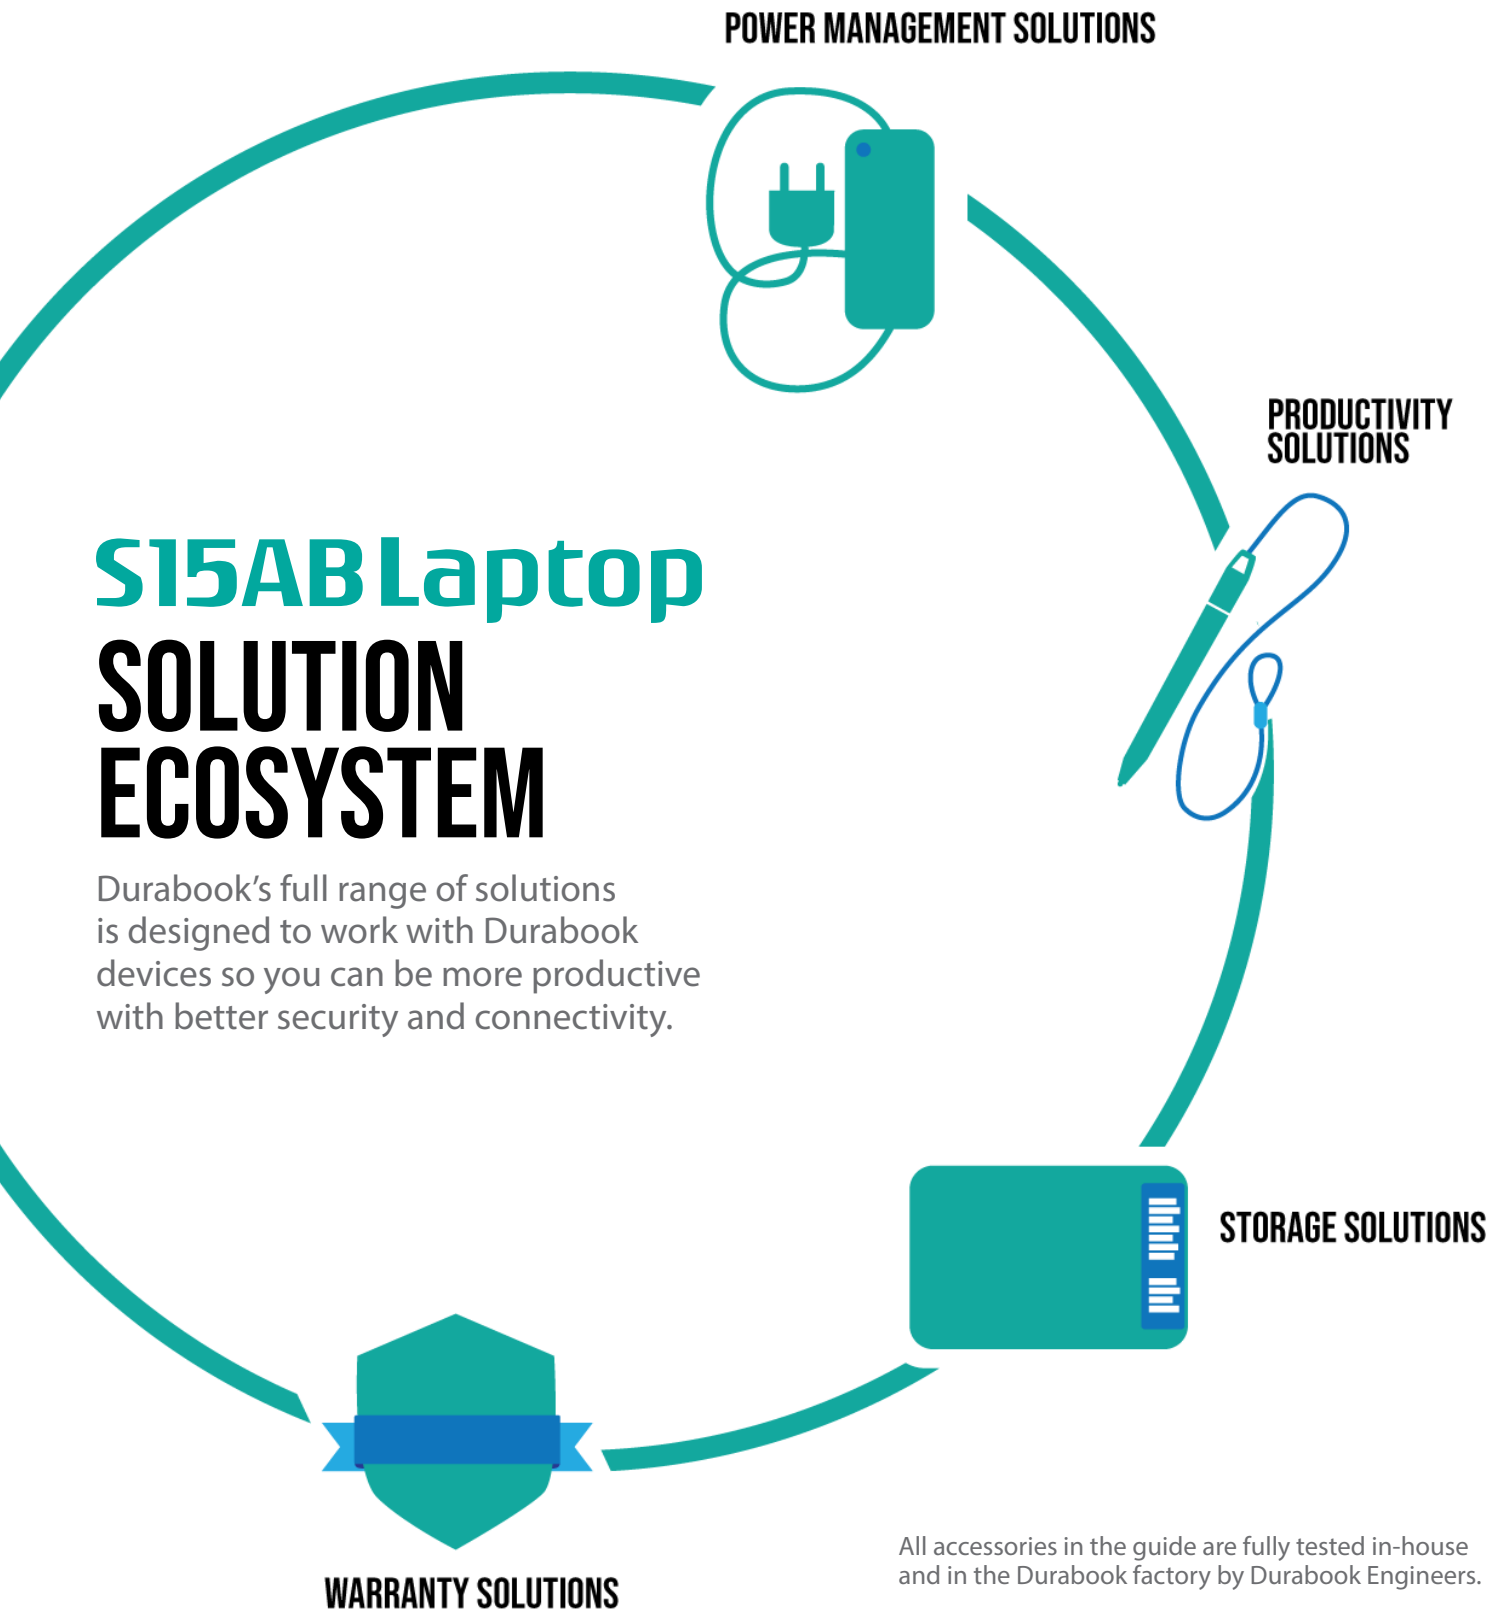 POWER MANAGEMENT SOLUTIONS
PRODUCTIVITY
SOLUTIONS
S15AB Laptop
SOLUTION
ECOSYSTEM
Durabook’s full range of solutions
is designed to work with Durabook
devices so you can be more productive
with better security and connectivity.
STORAGE SOLUTIONS
WARRANTY SOLUTIONS
All accessories in the guide are fully tested in-house
and in the Durabook factory by Durabook Engineers.